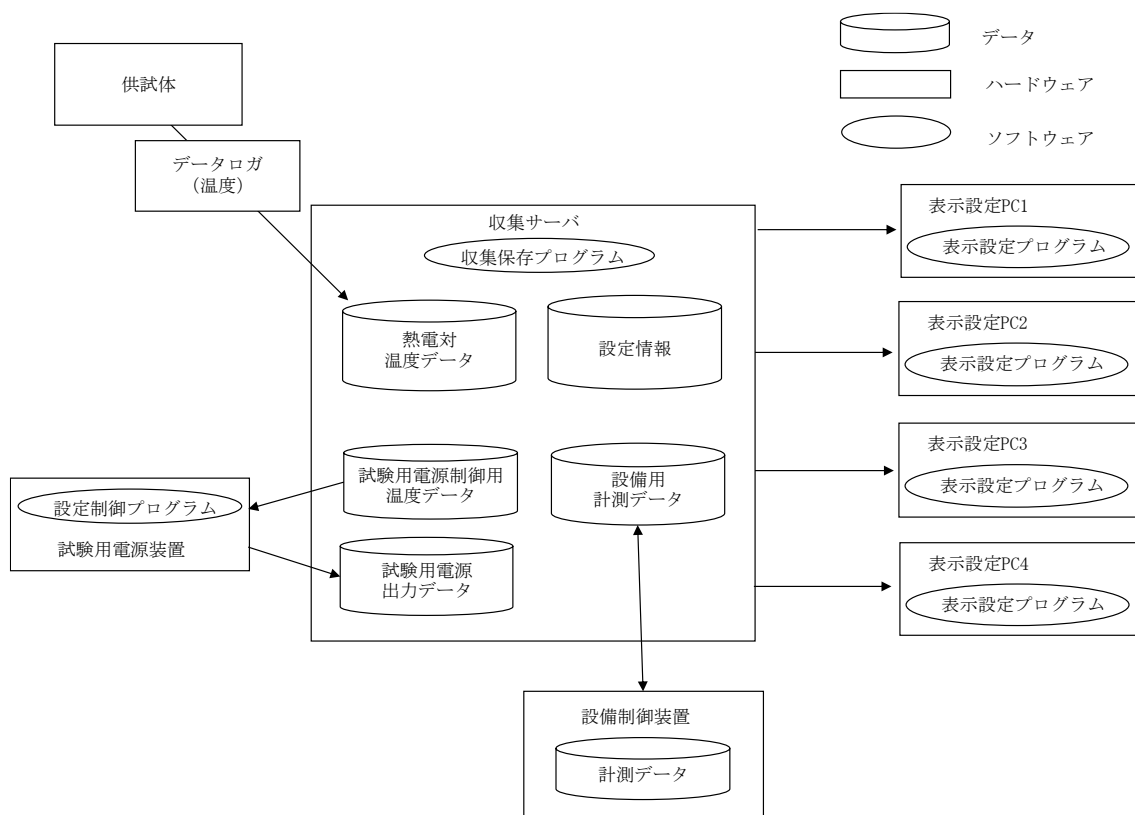 データ
ハードウェア
ソフトウェア
供試体
データロガ
（温度）
収集サーバ
収集保存プログラム
熱電対
温度データ
設定情報
試験用電源制御用
温度データ
設備用
計測データ
試験用電源
出力データ
設定制御プログラム
試験用電源装置
表示設定PC1
表示設定プログラム
表示設定PC2
表示設定プログラム
表示設定PC3
表示設定プログラム
表示設定PC4
表示設定プログラム
設備制御装置
計測データ